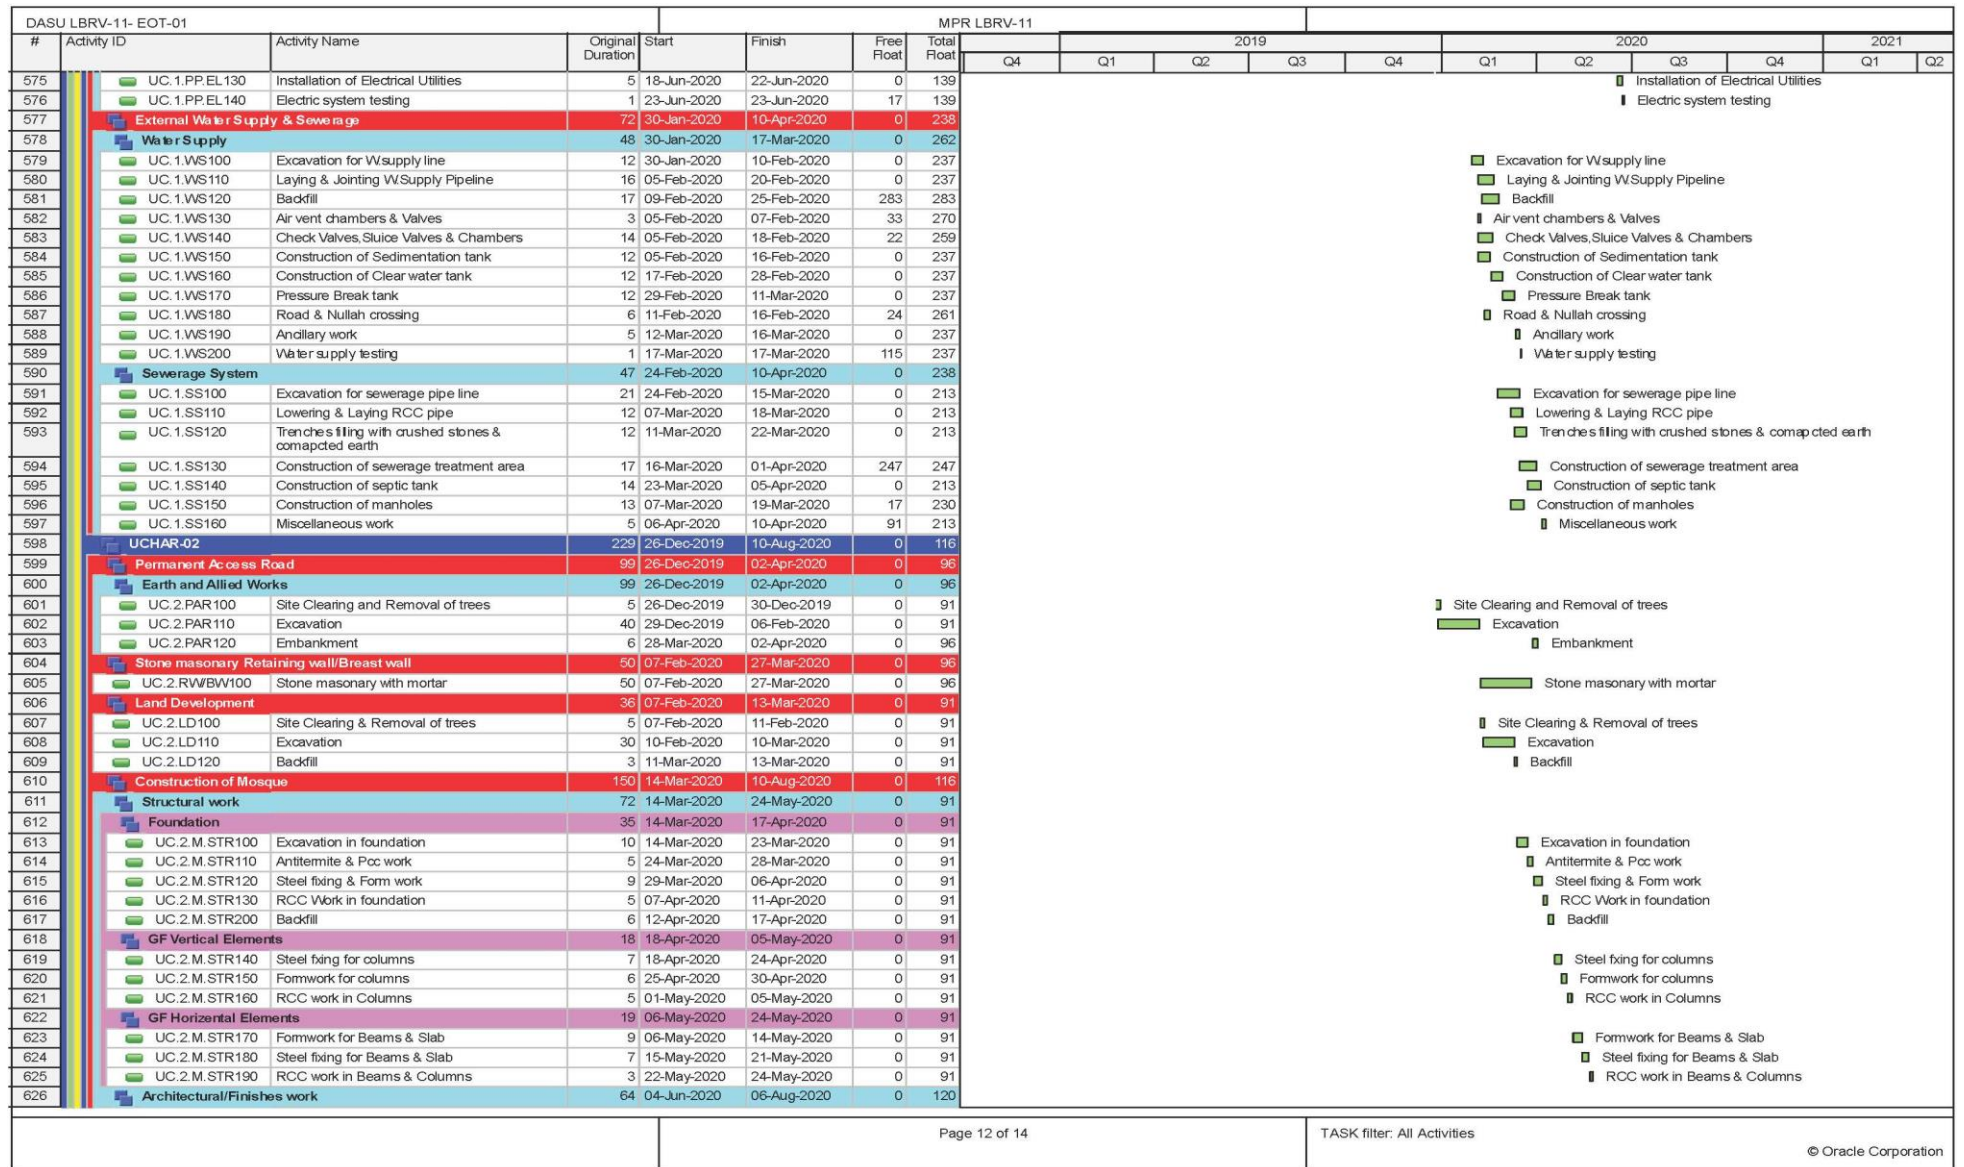 DASU LBRV-11- EOT-01 MPR LBRV-11
# Activity ID Activity Name Original Duration Start Finish Free Float Total Float 2019 2020 2021
Q4 Q1 Q2 Q3 Q4 Q1 Q2 Q3 Q4 Q1 Q2
575 UC.1.PP.EL130 Installation of Electrical Utilities 5 18-Jun-2020 22-Jun-2020 0 139 Installation of Electrical Utilities
576 UC.1.PP.EL140 Electric system testing 1 23-Jun-2020 23-Jun-2020 17 139 Electric system testing
577 External Water Supply & Sewerage 72 30-Jan-2020 10-Apr-2020 0 238
578 Water Supply 48 30-Jan-2020 17-Mar-2020 0 262
579 UC.1.WS100 Excavation for W.supply line 12 30-Jan-2020 10-Feb-2020 0 237 Excavation for W.supply line
580 UC.1.WS110 Laying & Jointing W.Supply Pipeline 16 05-Feb-2020 20-Feb-2020 0 237 Laying & Jointing W.Supply Pipeline
581 UC.1.WS120 Backfill 17 09-Feb-2020 25-Feb-2020 283 283 Backfill
582 UC.1.WS130 Air vent chambers & Valves 3 05-Feb-2020 07-Feb-2020 33 270 Air vent chambers & Valves
583 UC.1.WS140 Check Valves,Sluice Valves & Chambers 14 05-Feb-2020 18-Feb-2020 22 259 Check Valves,Sluice Valves & Chambers
584 UC.1.WS150 Construction of Sedimentation tank 12 05-Feb-2020 16-Feb-2020 0 237 Construction of Sedimentation tank
585 UC.1.WS160 Construction of Clear water tank 12 17-Feb-2020 28-Feb-2020 0 237 Construction of Clear water tank
586 UC.1.WS170 Pressure Break tank 12 29-Feb-2020 11-Mar-2020 0 237 Pressure Break tank
587 UC.1.WS180 Road & Nullah crossing 6 11-Feb-2020 16-Feb-2020 24 261 Road & Nullah crossing
588 UC.1.WS190 Ancillary work 5 12-Mar-2020 16-Mar-2020 0 237 Ancillary work
589 UC.1.WS200 Water supply testing 1 17-Mar-2020 17-Mar-2020 115 237 Water supply testing
590 Sewerage System 47 24-Feb-2020 10-Apr-2020 0 238
591 UC.1.SS100 Excavation for sewerage pipe line 21 24-Feb-2020 15-Mar-2020 0 213 Excavation for sewerage pipe line
592 UC.1.SS110 Lowering & Laying RCC pipe 12 07-Mar-2020 18-Mar-2020 0 213 Lowering & Laying RCC pipe
593 UC.1.SS120 Trenches filling with crushed stones & comapcted earth 12 11-Mar-2020 22-Mar-2020 0 213 Trenches filling with crushed stones & comapcted earth
594 UC.1.SS130 Construction of sewerage treatment area 17 16-Mar-2020 01-Apr-2020 247 247 Construction of sewerage treatment area
595 UC.1.SS140 Construction of septic tank 14 23-Mar-2020 05-Apr-2020 0 213 Construction of septic tank
596 UC.1.SS150 Construction of manholes 13 07-Mar-2020 19-Mar-2020 17 230 Construction of manholes
597 UC.1.SS160 Miscellaneous work 5 06-Apr-2020 10-Apr-2020 91 213 Miscellaneous work
598 UCHAR-02 229 26-Dec-2019 10-Aug-2020 0 116
599 Permanent Access Road 99 26-Dec-2019 02-Apr-2020 0 96
600 Earth and Allied Works 99 26-Dec-2019 02-Apr-2020 0 96
601 UC.2.PAR100 Site Clearing and Removal of trees 5 26-Dec-2019 30-Dec-2019 0 91 Site Clearing and Removal of trees
602 UC.2.PAR110 Excavation 40 29-Dec-2019 06-Feb-2020 0 91 Excavation
603 UC.2.PAR120 Embankment 6 28-Mar-2020 02-Apr-2020 0 96 Embankment
604 Stone masonary Retaining wall/Breast wall 50 07-Feb-2020 27-Mar-2020 0 96
605 UC.2.RW/BW100 Stone masonary with mortar 50 07-Feb-2020 27-Mar-2020 0 96 Stone masonary with mortar
606 Land Development 36 07-Feb-2020 13-Mar-2020 0 91
607 UC.2.LD100 Site Clearing & Removal of trees 5 07-Feb-2020 11-Feb-2020 0 91 Site Clearing & Removal of trees
608 UC.2.LD110 Excavation 30 10-Feb-2020 10-Mar-2020 0 91 Excavation
609 UC.2.LD120 Backfill 3 11-Mar-2020 13-Mar-2020 0 91 Backfill
610 Construction of Mosque 150 14-Mar-2020 10-Aug-2020 0 116
611 Structural work 72 14-Mar-2020 24-May-2020 0 91
612 Foundation 35 14-Mar-2020 17-Apr-2020 0 91
613 UC.2.M.STR100 Excavation in foundation 10 14-Mar-2020 23-Mar-2020 0 91 Excavation in foundation
614 UC.2.M.STR110 Antitermite & Pcc work 5 24-Mar-2020 28-Mar-2020 0 91 Antitermite & Pcc work
615 UC.2.M.STR120 Steel fixing & Form work 9 29-Mar-2020 06-Apr-2020 0 91 Steel fixing & Form work
616 UC.2.M.STR130 RCC Work in foundation 5 07-Apr-2020 11-Apr-2020 0 91 RCC Work in foundation
617 UC.2.M.STR200 Backfill 6 12-Apr-2020 17-Apr-2020 0 91 Backfill
618 GF Vertical Elements 18 18-Apr-2020 05-May-2020 0 91
619 UC.2.M.STR140 Steel fxing for columns 7 18-Apr-2020 24-Apr-2020 0 91 Steel fxing for columns
620 UC.2.M.STR150 Formwork for columns 6 25-Apr-2020 30-Apr-2020 0 91 Formwork for columns
621 UC.2.M.STR160 RCC work in Columns 5 01-May-2020 05-May-2020 0 91 RCC work in Columns
622 GF Horizental Elements 19 06-May-2020 24-May-2020 0 91
623 UC.2.M.STR170 Formwork for Beams & Slab 9 06-May-2020 14-May-2020 0 91 Formwork for Beams & Slab
624 UC.2.M.STR180 Steel fixing for Beams & Slab 7 15-May-2020 21-May-2020 0 91 Steel fixing for Beams & Slab
625 UC.2.M.STR190 RCC work in Beams & Columns 3 22-May-2020 24-May-2020 0 91 RCC work in Beams & Columns
626 Architectural/Finishes work 64 04-Jun-2020 06-Aug-2020 0 120
Page 12 of 14 TASK filter: All Activities
© Oracle Corporation